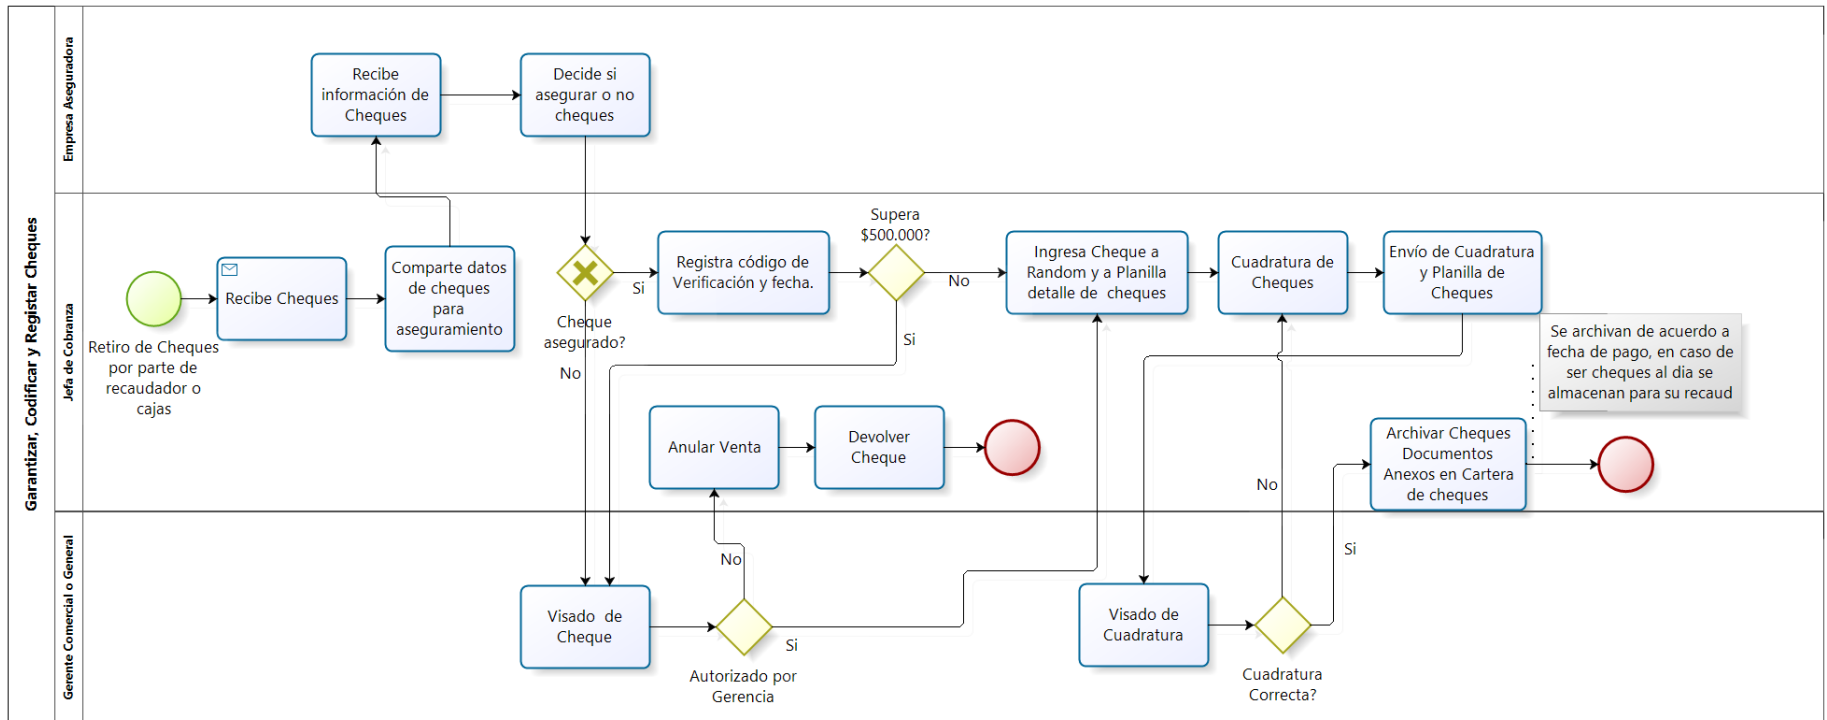 Garantizar, Codificar y Registar Cheques
Empresa Aseguradora
Recibe
información de
Cheques
Decide si
asegurar o no
cheques
Jefa de Cobranza
Retiro de Cheques
por parte de
recaudador o
cajas
Recibe Cheques
Comparte datos
de cheques
para
aseguramiento
Cheque
asegurado?
Si
No
Registra código de
Verificación y fecha.
Supera
$500.000?
No
Si
Ingresa Cheque a
Random y a Planilla
detalle de cheques
Cuadratura de
Cheques
Envío de Cuadratura
y Planilla de
Cheques
Se archivan de acuerdo a
fecha de pago, en caso de
ser cheques al dia se
almacenan para su recaud
Anular Venta
Devolver
Cheque
Archivar Cheques
Documentos
Anexos en Cartera
de cheques
Gerente Comercial o General
Visado de
Cheque
No
Si
Autorizado por
Gerencia
Visado de
Cuadratura
No
Si
Cuadratura
Correcta?